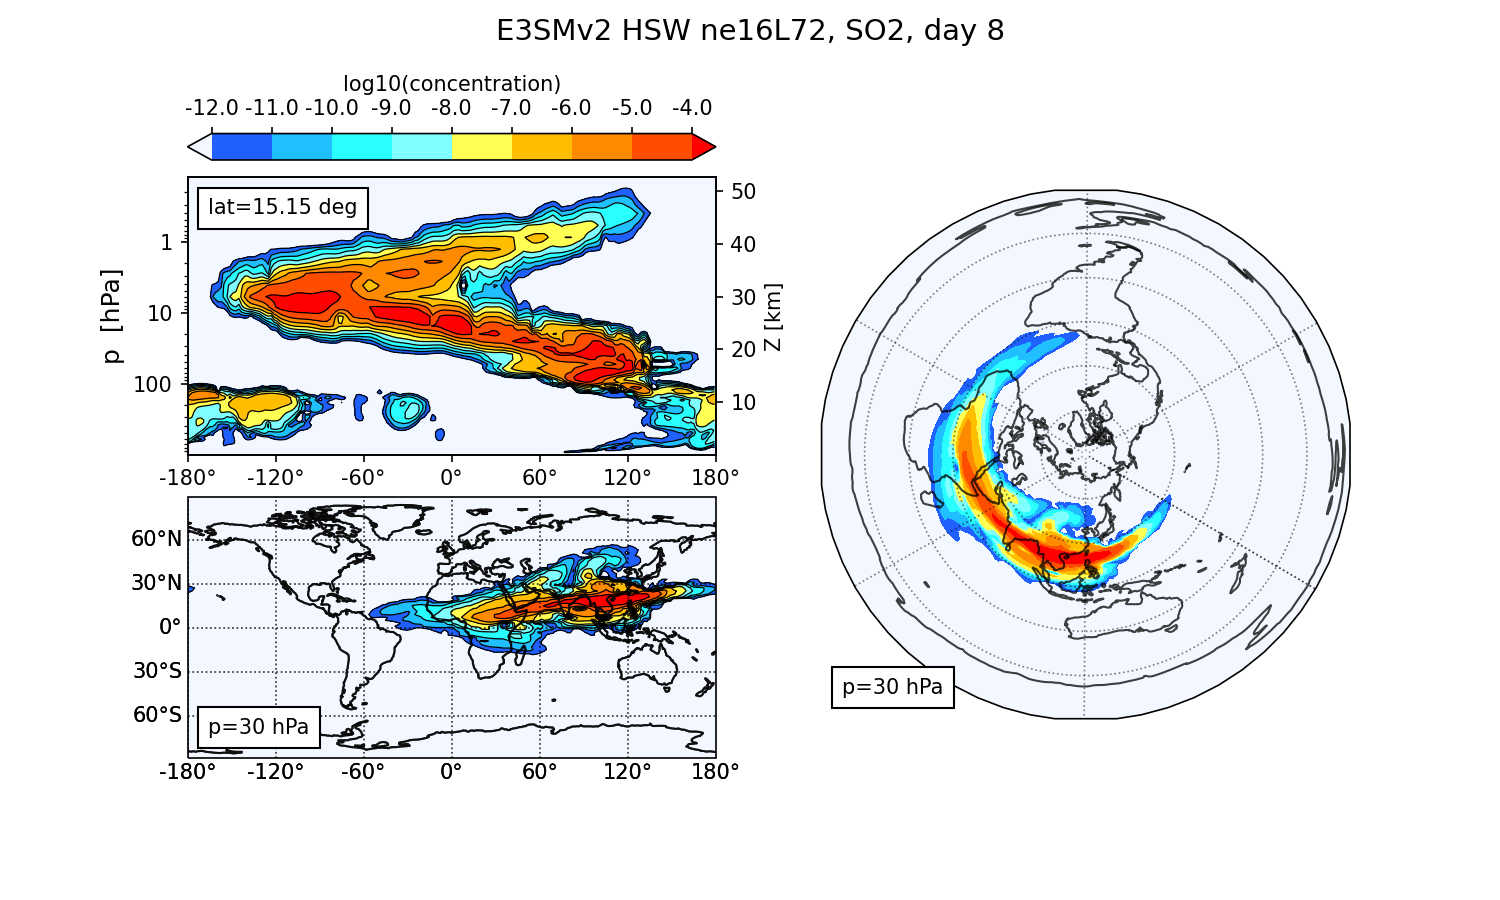 E3SMv2 HSW ne16L72, SO2, day 8
log10(concentration)
-12.0 -11.0 -10.0 -9.0 -8.0 -7.0 -6.0 -5.0 -4.0
lat=15.15 deg
p [hPa]
1
10
100
50
40
30
20
10
Z [km]
-180° -120° -60° 0° 60° 120° 180°
60°N
30°N
0°
30°S
60°S
p=30 hPa
-180° -120° -60° 0° 60° 120° 180°
p=30 hPa